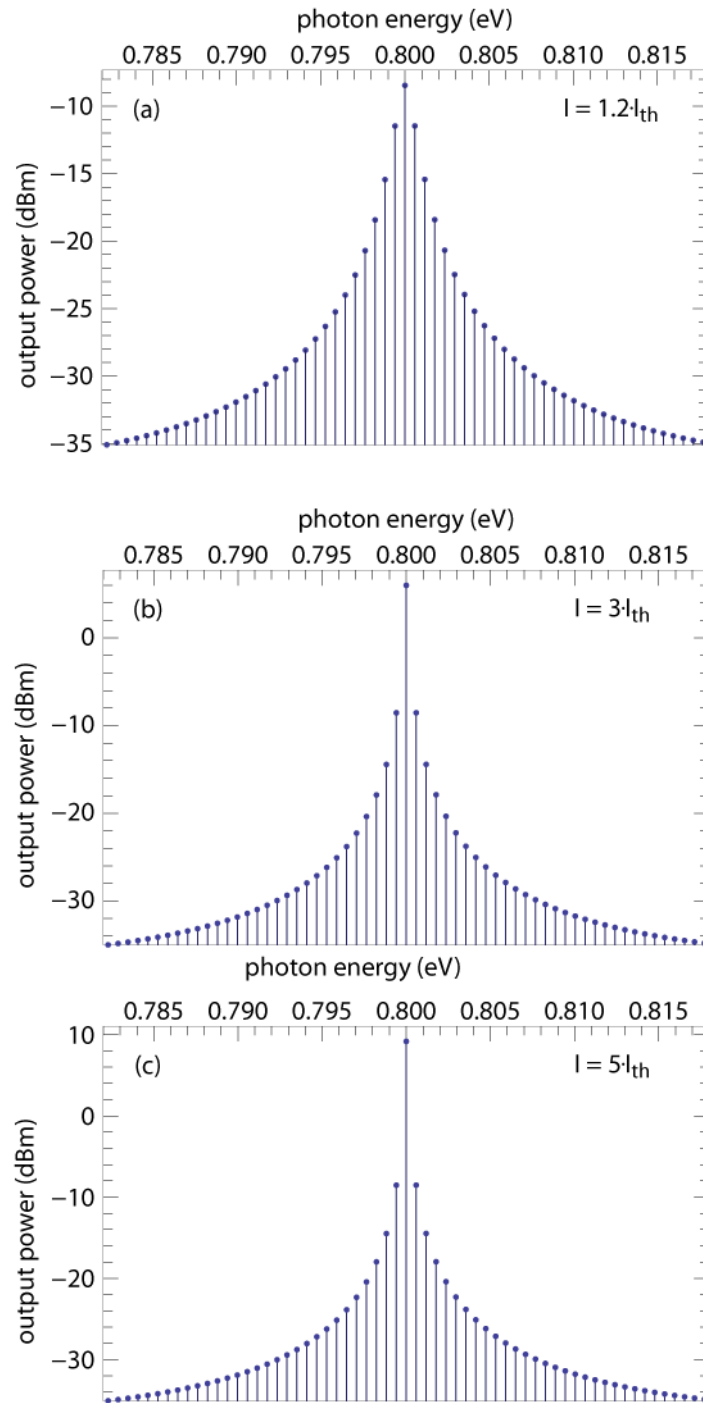 photon energy (eV)
0.785 0.790 0.795 0.800 0.805 0.810 0.815
(a) I = 1.2·Ith
output power (dBm)
−10
−15
−20
−25
−30
−35
photon energy (eV)
0.785 0.790 0.795 0.800 0.805 0.810 0.815
(b) I = 3·Ith
output power (dBm)
0
−10
−20
−30
photon energy (eV)
0.785 0.790 0.795 0.800 0.805 0.810 0.815
(c) I = 5·Ith
output power (dBm)
10
0
−10
−20
−30